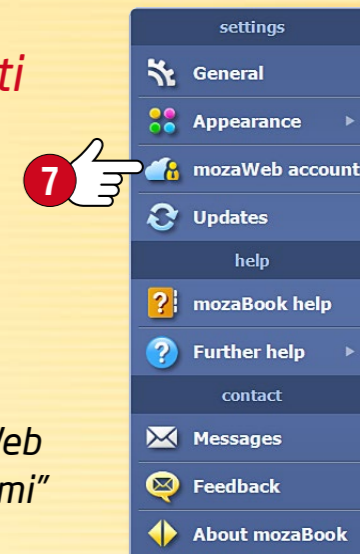 ti
settings
General
Appearance
7
mozaWeb account
Updates
help
mozaBook help
Further help
contact
Messages
Web
Feedback
mi"
About mozaBook